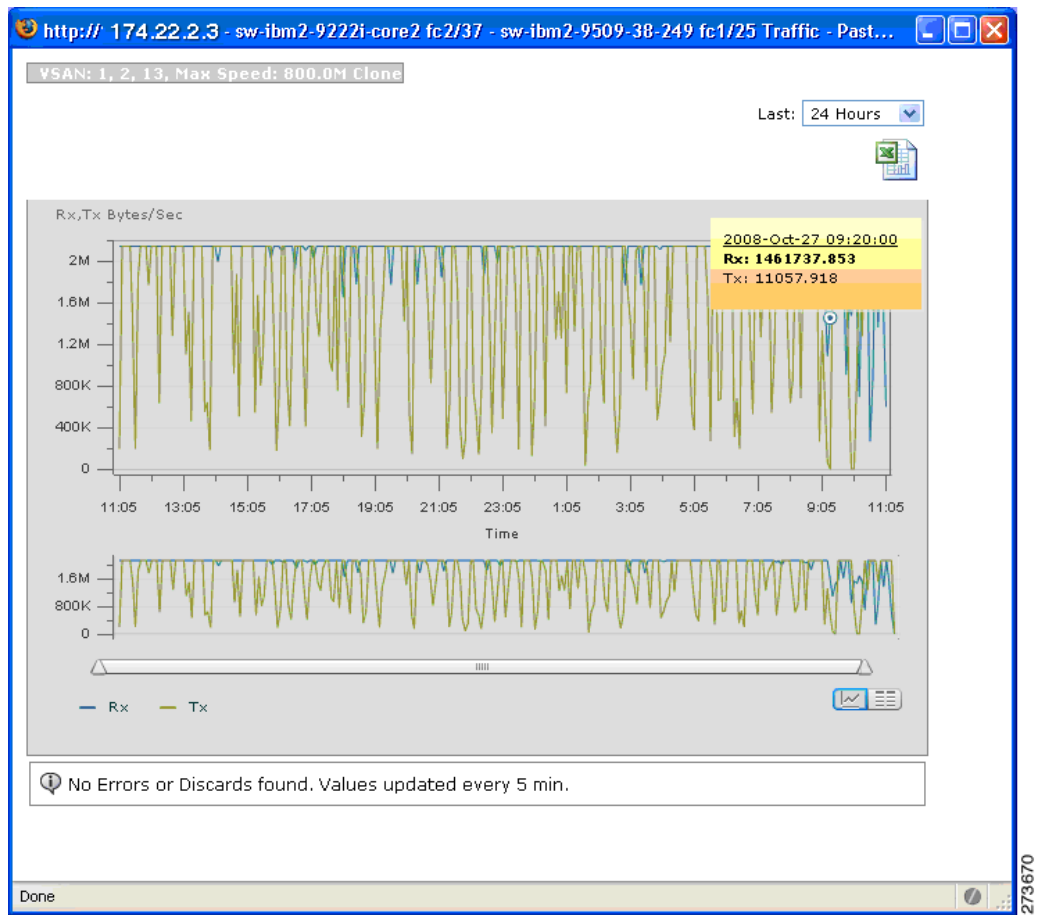 http:// 174.22.2.3 - sw-ibm2-9222i-core2 fc2/37 - sw-ibm2-9509-38-249 fc1/25 Traffic - Past...
VSAN: 1, 2, 13, Max Speed: 800.0M Clone
Last: 24 Hours
Rx,Tx Bytes/Sec
2008-Oct-27 09:20:00
Rx: 1461737.853
Tx: 11057.918
2M
1.6M
1.2M
800K
400K
0
11:05 13:05 15:05 17:05 19:05 21:05 23:05 1:05 3:05 5:05 7:05 9:05 11:05
Time
1.6M
800K
0
Rx Tx
No Errors or Discards found. Values updated every 5 min.
Done
273670